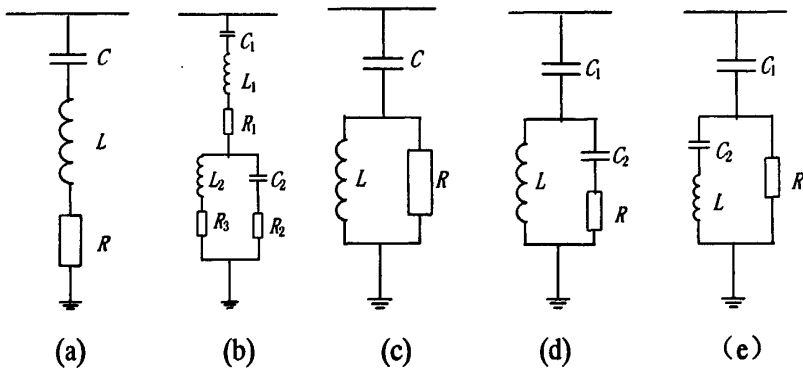 C
L
R
(a)
C₁
L₁
R₁
L₂
C₂
R₃
R₂
(b)
C
L
R
(c)
C₁
L
C₂
R
(d)
C₁
C₂
L
R
(e)